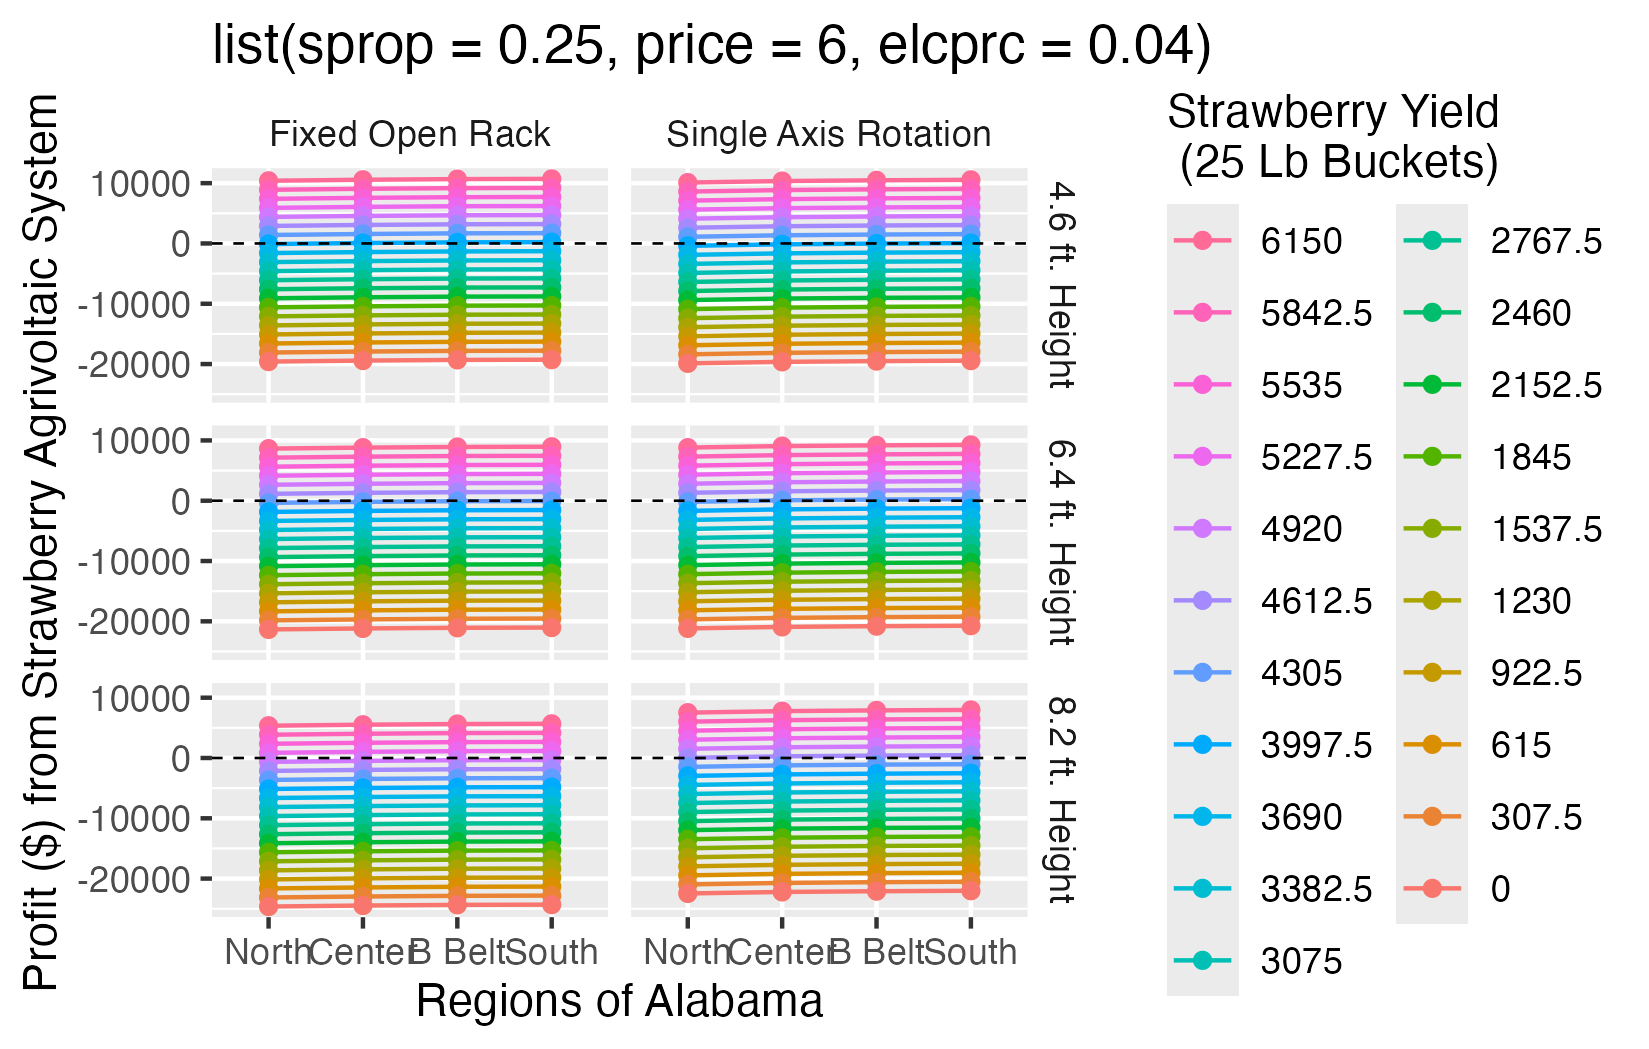 list(sprop = 0.25, price = 6, elcprc = 0.04)
Profit ($) from Strawberry Agrivoltaic System
Fixed Open Rack
Single Axis Rotation
10000
0
-10000
-20000
4.6 ft. Height
10000
0
-10000
-20000
6.4 ft. Height
10000
0
-10000
-20000
8.2 ft. Height
North Center B Belt South
North Center B Belt South
Regions of Alabama
Strawberry Yield
(25 Lb Buckets)
6150
5842.5
5535
5227.5
4920
4612.5
4305
3997.5
3690
3382.5
3075
2767.5
2460
2152.5
1845
1537.5
1230
922.5
615
307.5
0